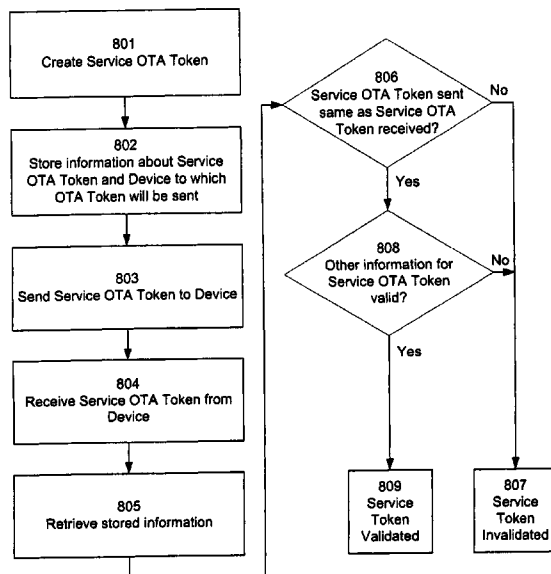 801
Create Service OTA Token
802
Store information about Service
OTA Token and Device to which
OTA Token will be sent
803
Send Service OTA Token to Device
804
Receive Service OTA Token from
Device
805
Retrieve stored information
806
Service OTA Token sent
same as Service OTA
Token received?
No
Yes
808
Other information for
Service OTA Token
valid?
No
Yes
809
Service
Token
Validated
807
Service
Token
Invalidated